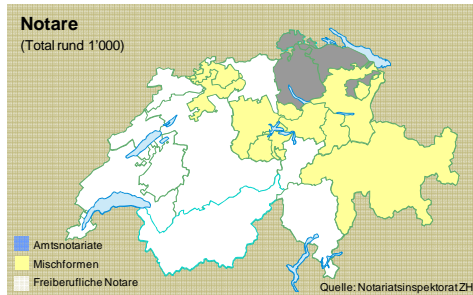 Notare
(Total rund 1'000)
Amtsnotariate
Mischformen
Freiberufliche Notare
Quelle: Notariatsinspektorat ZH